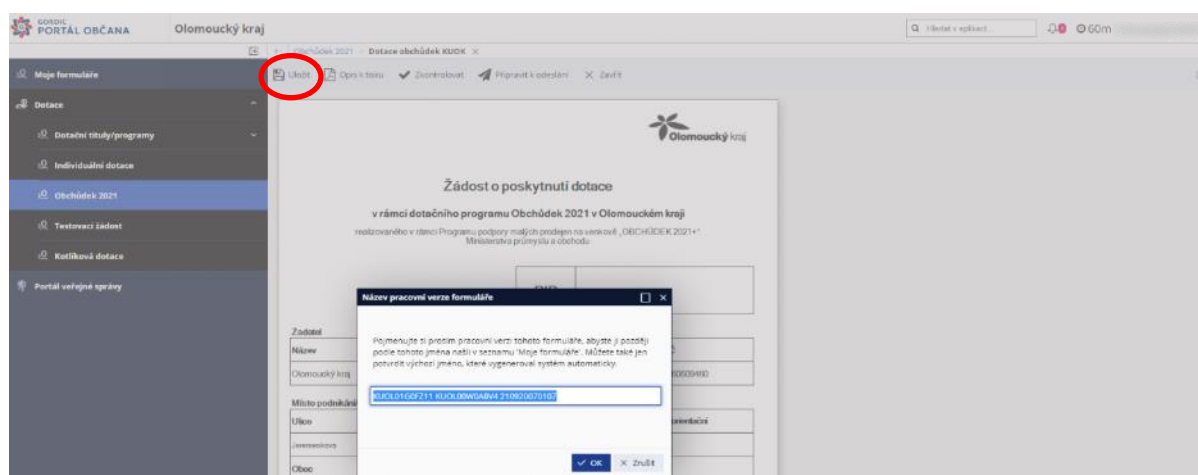 GORDIC
PORTÁL OBČANA
Olomoucký kraj
Hledat v aplikaci...
60m
Obchůdek 2021
Dotace obchůdek KUOK
Moje formuláře
Dotace
Dotační tituly/programy
Individuální dotace
Obchůdek 2021
Testovací žádost
Kotlíková dotace
Portál veřejné správy
Uložit
Opis k tisku
Zkontrolovat
Připravit k odeslání
Zavřít
Olomoucký kraj
Žádost o poskytnutí dotace
v rámci dotačního programu Obchůdek 2021 v Olomouckém kraji
realizovaného v rámci Programu podpory malých prodejen na venkově „OBCHŮDEK 2021+“
Ministerstva průmyslu a obchodu
Žadatel
Název
Olomoucký kraj
60609460
Místo podnikání
Ulice
orientační
Jeremenkova
Obec
Název pracovní verze formuláře
Pojmenujte si prosím pracovní verzi tohoto formuláře, abyste ji později
podle tohoto jména našli v seznamu 'Moje formuláře'. Můžete také jen
potvrdit výchozí jméno, které vygeneroval systém automaticky.
KUOL01G0FZ11 KUOL00W0A8V4 210920070107
OK
Zrušit